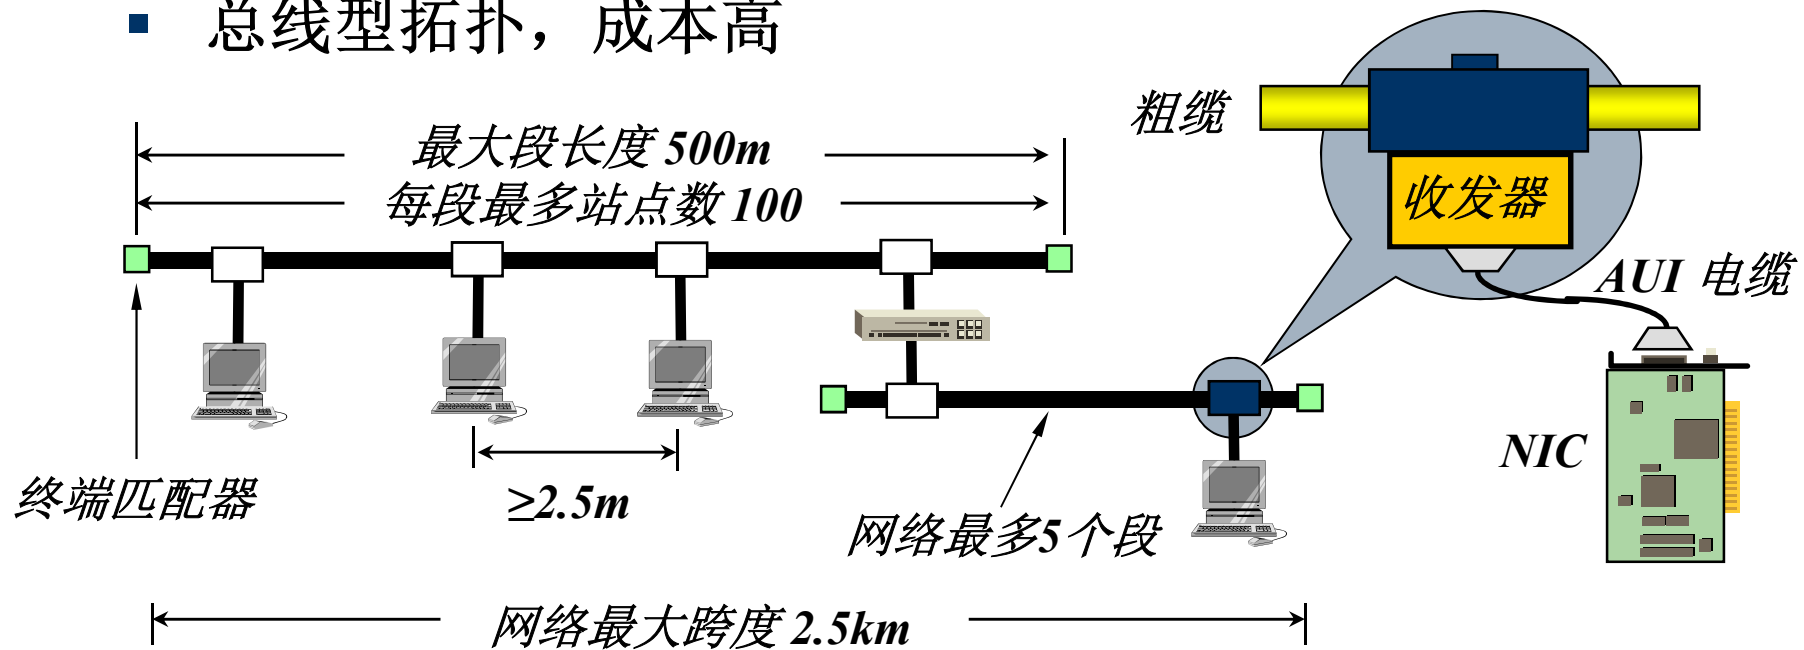 总线型拓扑，成本高
粗缆
最大段长度 500m
每段最多站点数 100
收发器
AUI 电缆
NIC
终端匹配器
≥2.5m
网络最多5个段
网络最大跨度 2.5km